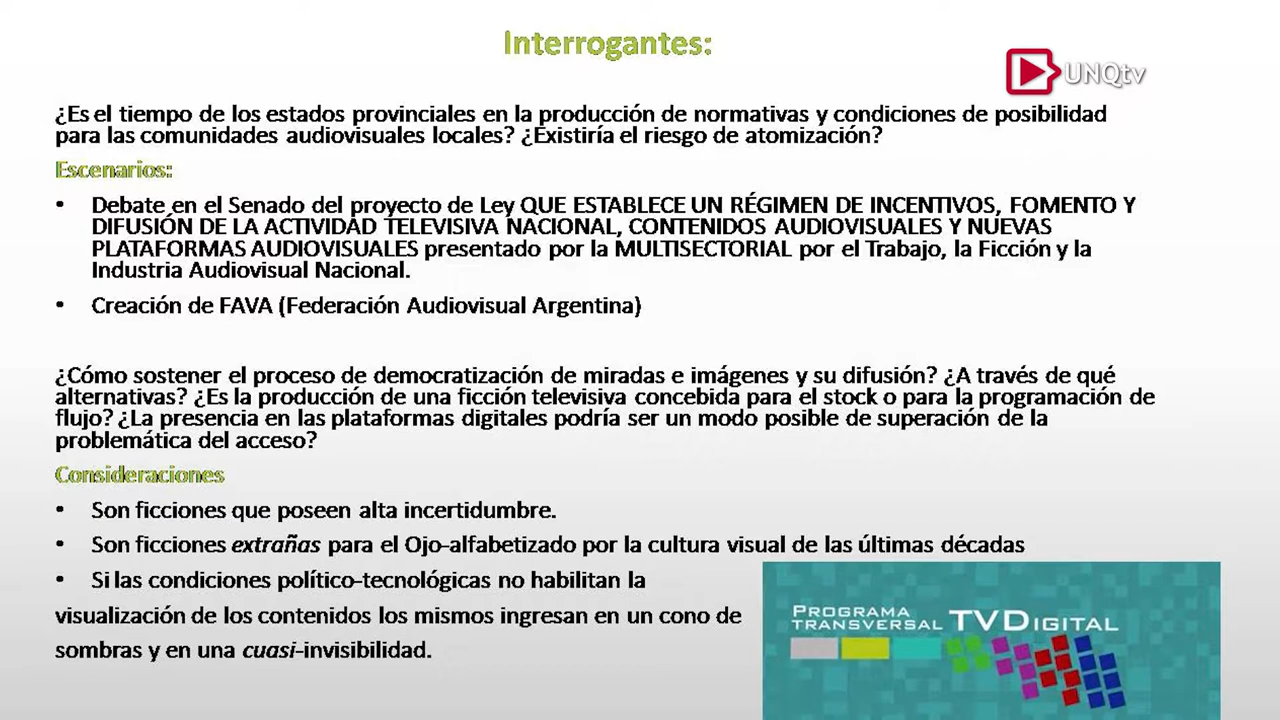 Interrogantes:
UNQtv
¿Es el tiempo de los estados provinciales en la producción de normativas y condiciones de posibilidad
para las comunidades audiovisuales locales? ¿Existiría el riesgo de atomización?
Escenarios:
• Debate en el Senado del proyecto de Ley QUE ESTABLECE UN RÉGIMEN DE INCENTIVOS, FOMENTO Y
DIFUSIÓN DE LA ACTIVIDAD TELEVISIVA NACIONAL, CONTENIDOS AUDIOVISUALES Y NUEVAS
PLATAFORMAS AUDIOVISUALES presentado por la MULTISECTORIAL por el Trabajo, la Ficción y la
Industria Audiovisual Nacional.
• Creación de FAVA (Federación Audiovisual Argentina)
¿Cómo sostener el proceso de democratización de miradas e imágenes y su difusión? ¿A través de qué
alternativas? ¿Es la producción de una ficción televisiva concebida para el stock o para la programación de
flujo? ¿La presencia en las plataformas digitales podría ser un modo posible de superación de la
problemática del acceso?
Consideraciones
• Son ficciones que poseen alta incertidumbre.
• Son ficciones extrañas para el Ojo-alfabetizado por la cultura visual de las últimas décadas
• Si las condiciones político-tecnológicas no habilitan la
visualización de los contenidos los mismos ingresan en un cono de
sombras y en una cuasi-invisibilidad.
PROGRAMA
TRANSVERSAL TVDIGITAL